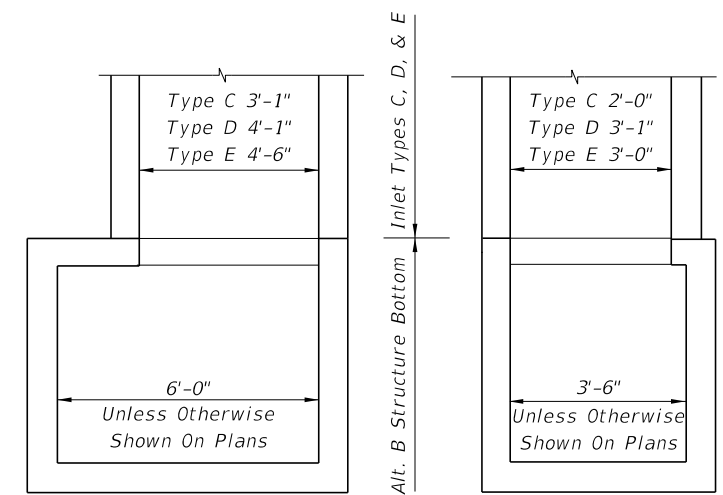 Type C 3'-1"
Type D 4'-1"
Type E 4'-6"
6'-0"
Unless Otherwise
Shown On Plans
Inlet Types C, D, & E
Alt. B Structure Bottom
Type C 2'-0"
Type D 3'-1"
Type E 3'-0"
3'-6"
Unless Otherwise
Shown On Plans